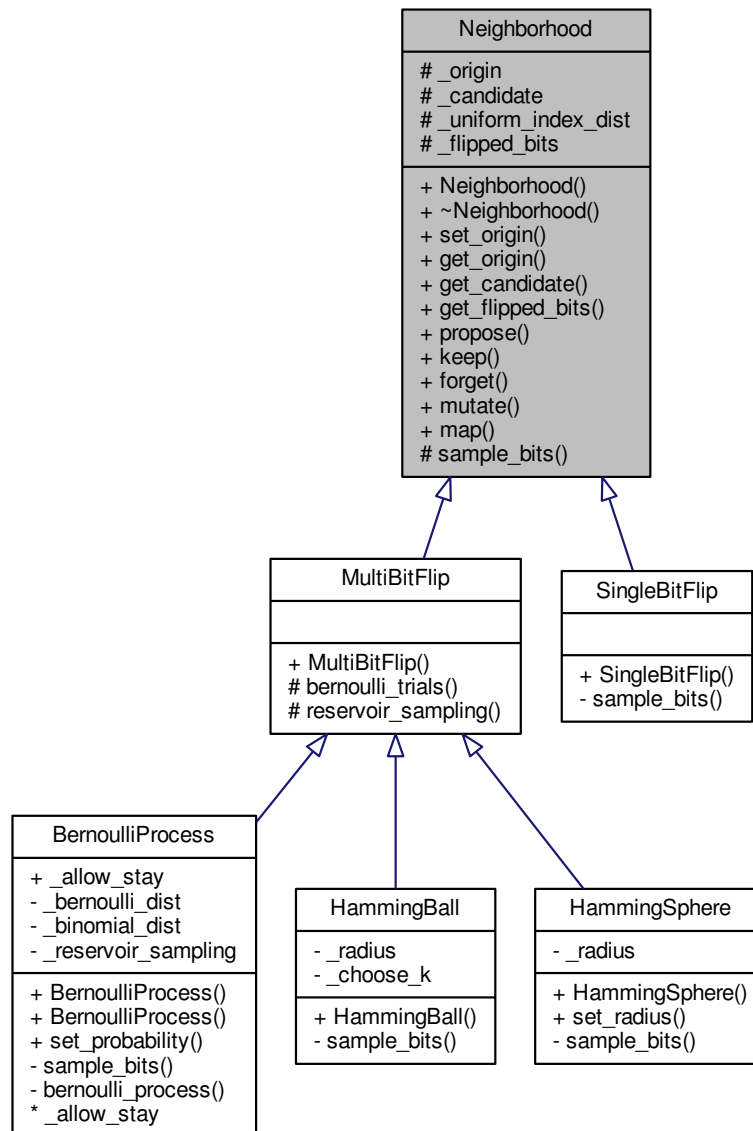 Neighborhood
# _origin
# _candidate
# _uniform_index_dist
# _flipped_bits
+ Neighborhood()
+ ~Neighborhood()
+ set_origin()
+ get_origin()
+ get_candidate()
+ get_flipped_bits()
+ propose()
+ keep()
+ forget()
+ mutate()
+ map()
# sample_bits()
MultiBitFlip
+ MultiBitFlip()
# bernoulli_trials()
# reservoir_sampling()
SingleBitFlip
+ SingleBitFlip()
- sample_bits()
BernoulliProcess
+ _allow_stay
- _bernoulli_dist
- _binomial_dist
- _reservoir_sampling
+ BernoulliProcess()
+ BernoulliProcess()
+ set_probability()
- sample_bits()
- bernoulli_process()
* _allow_stay
HammingBall
- _radius
- _choose_k
+ HammingBall()
- sample_bits()
HammingSphere
- _radius
+ HammingSphere()
+ set_radius()
- sample_bits()